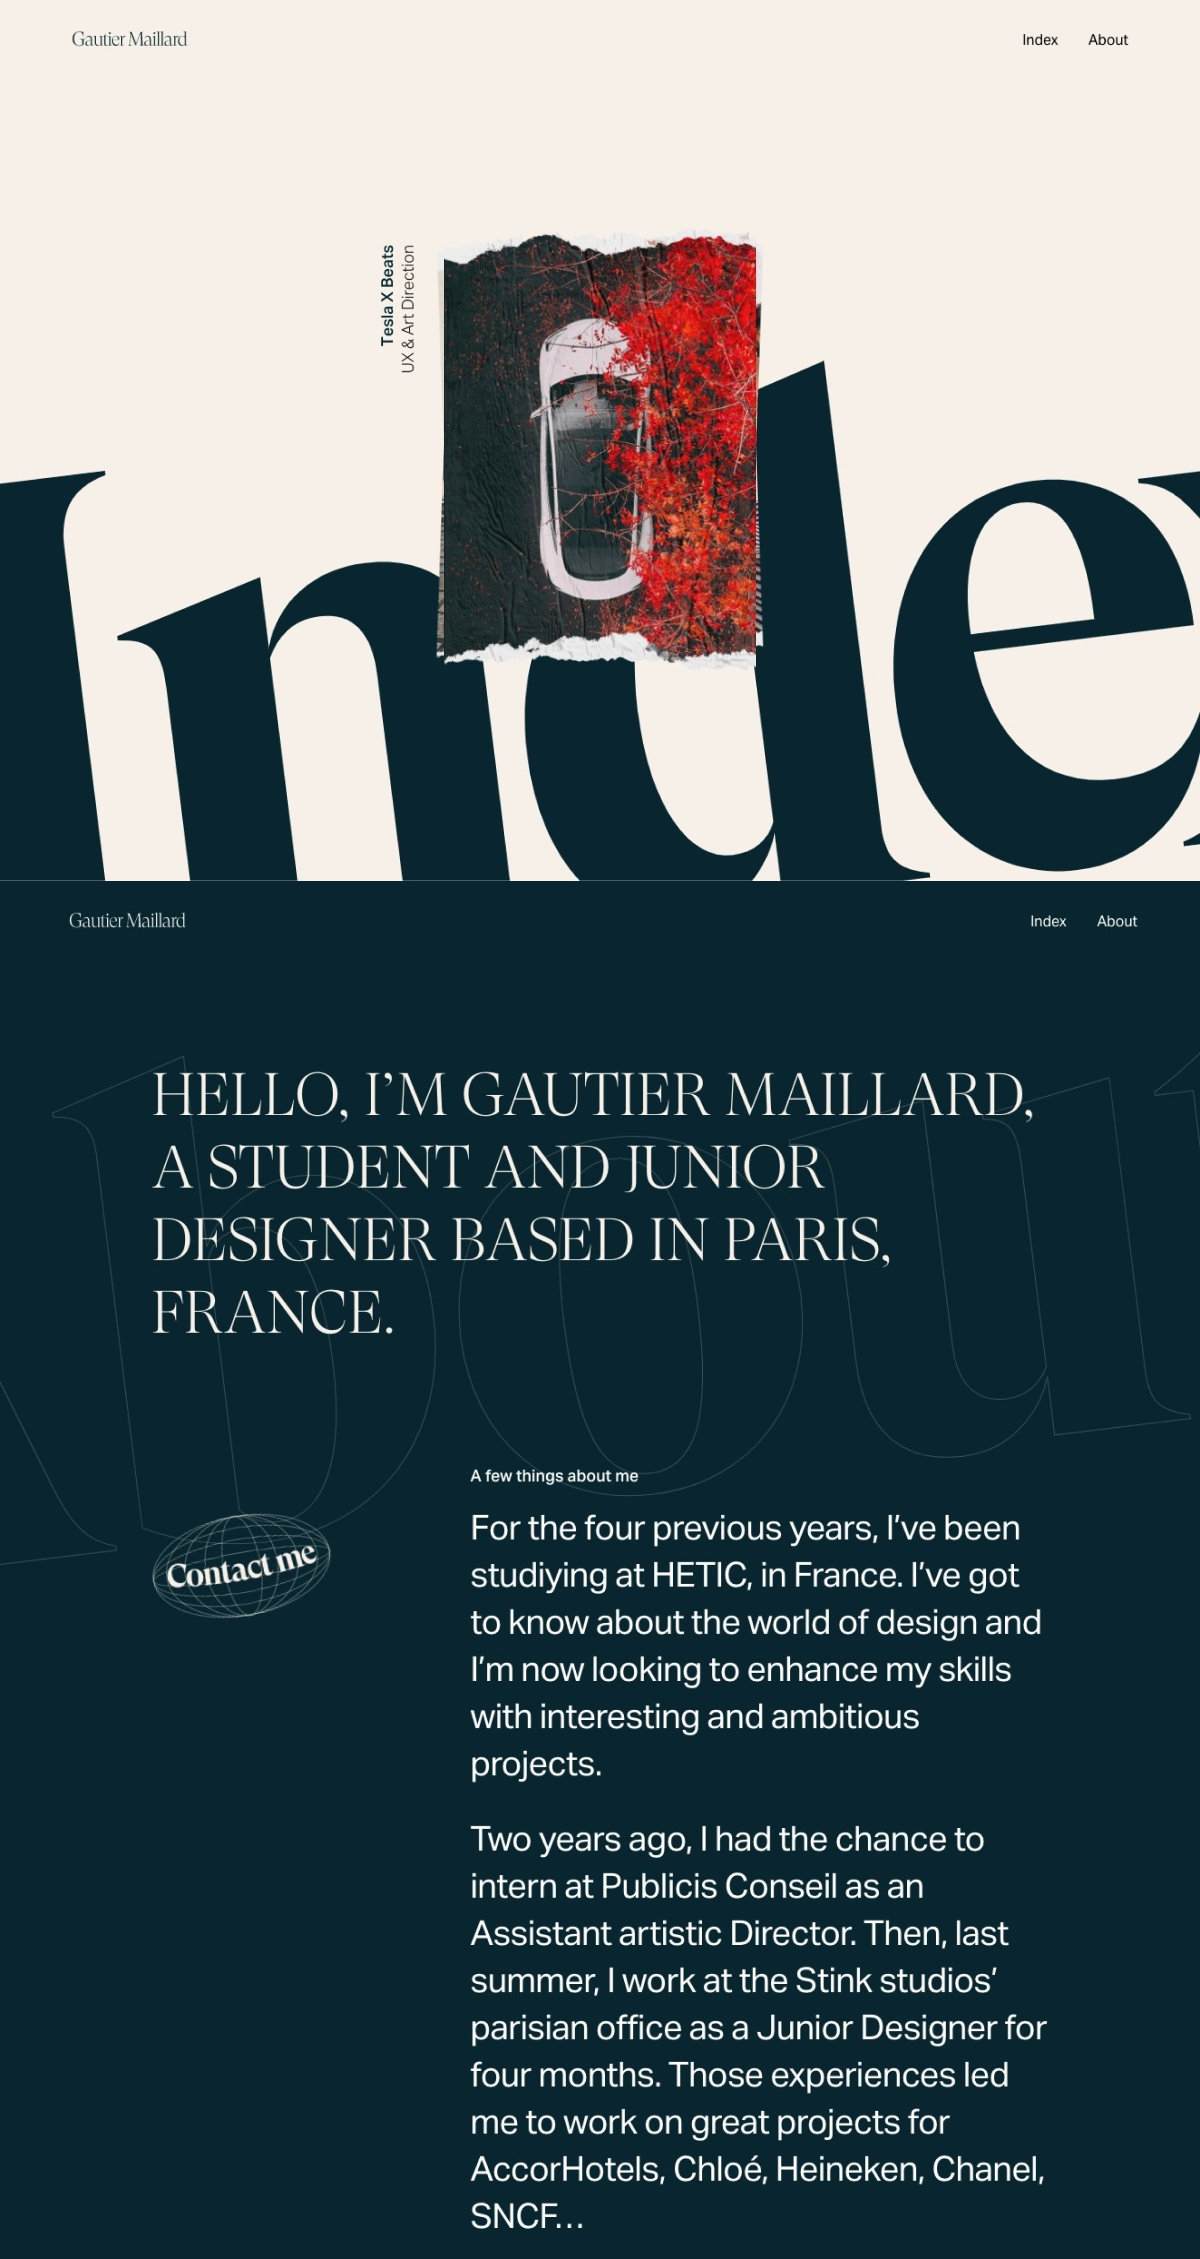 Gautier Maillard
Index
About
Tesla X Beats
UX & Art Direction
Index
Gautier Maillard
Index
About
About
HELLO, I’M GAUTIER MAILLARD,
A STUDENT AND JUNIOR
DESIGNER BASED IN PARIS,
FRANCE.
A few things about me
Contact me
For the four previous years, I’ve been
studiying at HETIC, in France. I’ve got
to know about the world of design and
I’m now looking to enhance my skills
with interesting and ambitious
projects.
Two years ago, I had the chance to
intern at Publicis Conseil as an
Assistant artistic Director. Then, last
summer, I work at the Stink studios’
parisian office as a Junior Designer for
four months. Those experiences led
me to work on great projects for
AccorHotels, Chloé, Heineken, Chanel,
SNCF…